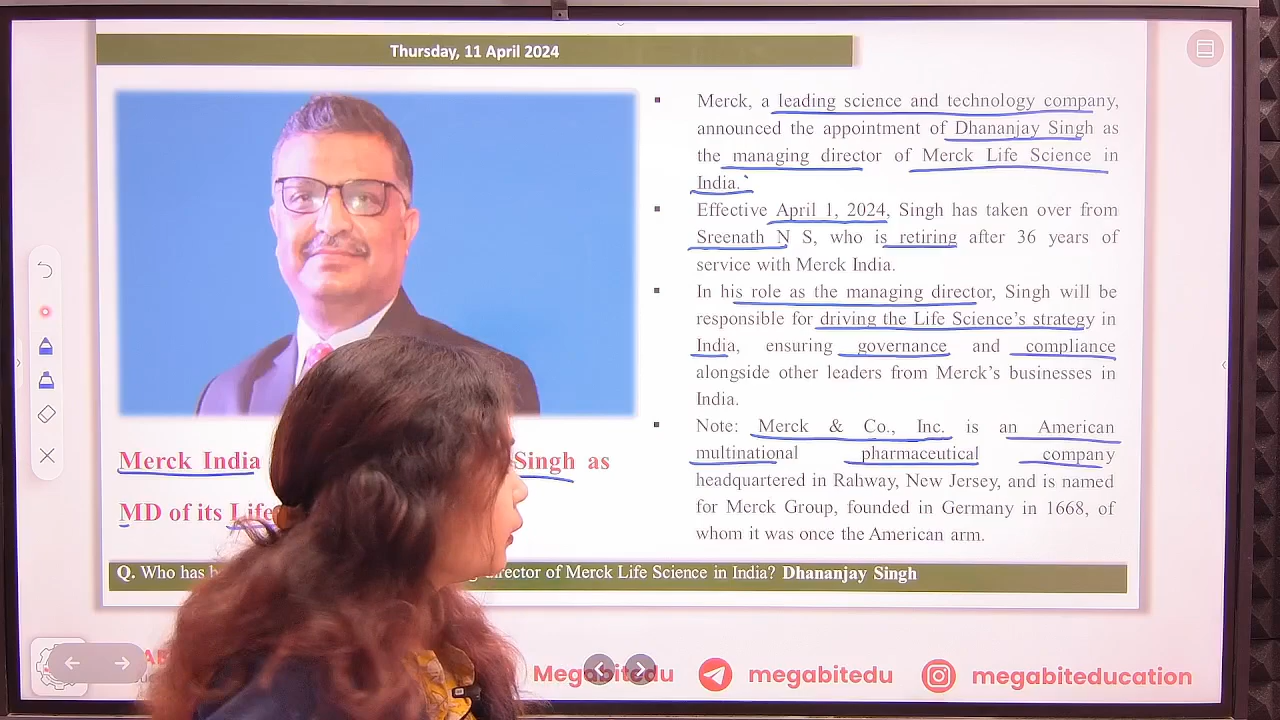 Thursday, 11 April 2024
Merck, a leading science and technology company,
announced the appointment of Dhananjay Singh as
the managing director of Merck Life Science in
India.
Effective April 1, 2024, Singh has taken over from
Sreenath N S, who is retiring after 36 years of
service with Merck India.
In his role as the managing director, Singh will be
responsible for driving the Life Science's strategy in
India, ensuring governance and compliance
alongside other leaders from Merck's businesses in
India.
Note: Merck & Co., Inc. is an American
multinational pharmaceutical company
headquartered in Rahway, New Jersey, and is named
for Merck Group, founded in Germany in 1668, of
whom it was once the American arm.
Merck India Singh as
MD of its Life
Q. Who has director of Merck Life Science in India? Dhananjay Singh
Megabitedu megabitedu megabiteducation